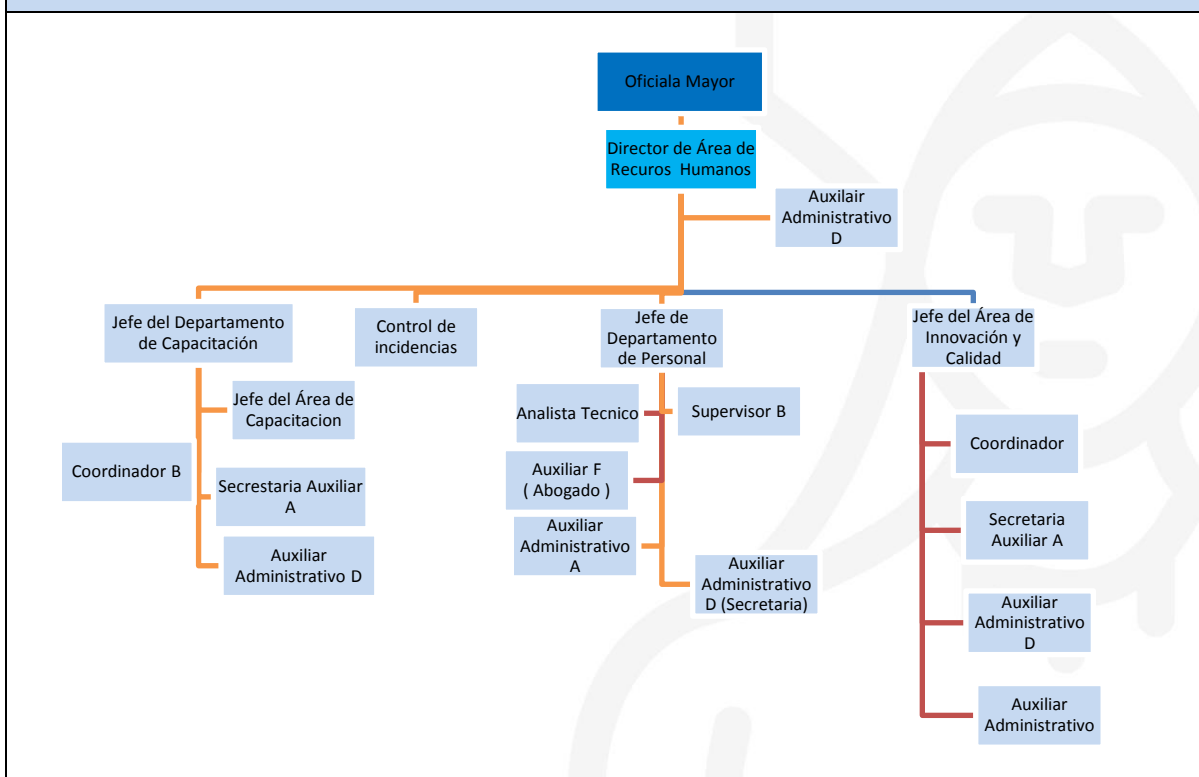 Oficiala Mayor
Director de Área de
Recuros Humanos
Auxilair
Administrativo
D
Jefe del Departamento
de Capacitación
Control de
incidencias
Jefe de
Departamento
de Personal
Jefe del Área de
Innovación y
Calidad
Jefe del Área de
Capacitacion
Coordinador B
Secrestaria Auxiliar
A
Auxiliar
Administrativo D
Analista Tecnico
Supervisor B
Auxiliar F
( Abogado )
Auxiliar
Administrativo
A
Auxiliar
Administrativo
D (Secretaria)
Coordinador
Secretaria
Auxiliar A
Auxiliar
Administrativo
D
Auxiliar
Administrativo